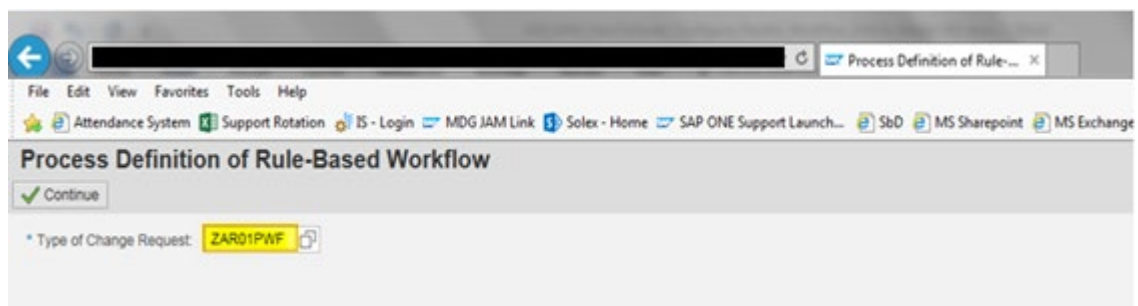 Process Definition of Rule-... ×
File Edit View Favorites Tools Help
Attendance System Support Rotation IS - Login MDG JAM Link Solex - Home SAP ONE Support Launch... SbD MS Sharepoint MS Exchange
Process Definition of Rule-Based Workflow
Continue
* Type of Change Request: ZAR01PWF